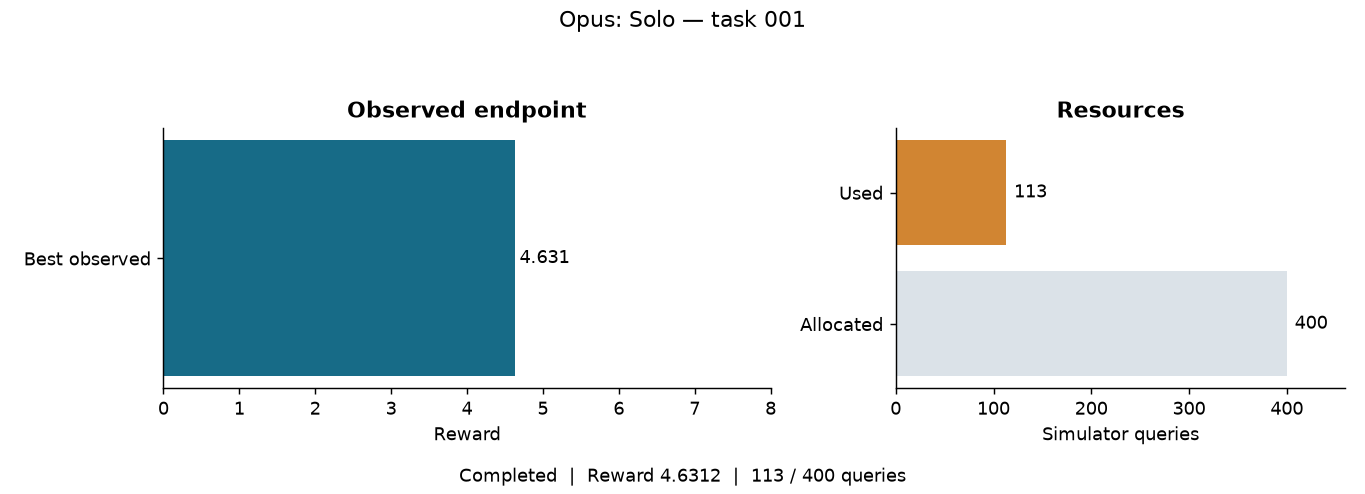 Opus: Solo — task 001
Observed endpoint
Best observed
4.631
0 1 2 3 4 5 6 7 8
Reward
Resources
Used
113
Allocated
400
0 100 200 300 400
Simulator queries
Completed | Reward 4.6312 | 113 / 400 queries